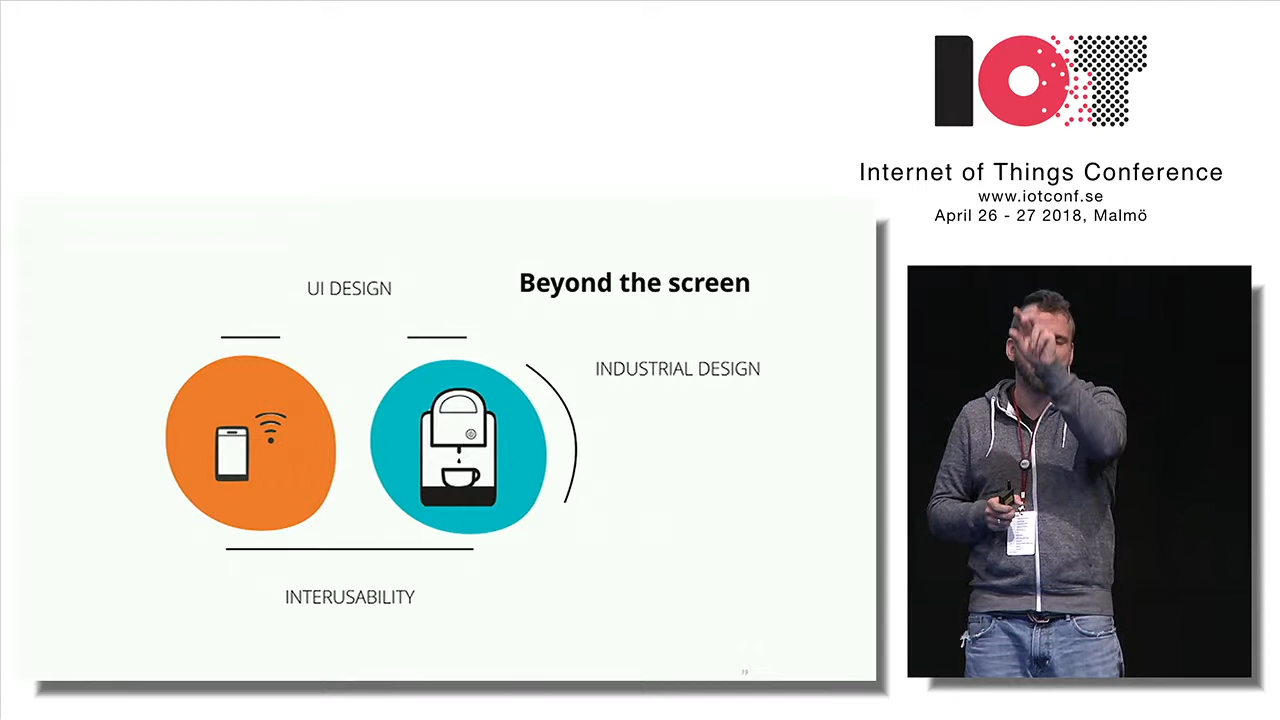 IOT
Internet of Things Conference
www.iotconf.se
April 26 - 27 2018, Malmö
UI DESIGN
Beyond the screen
INDUSTRIAL DESIGN
INTERUSABILITY
19